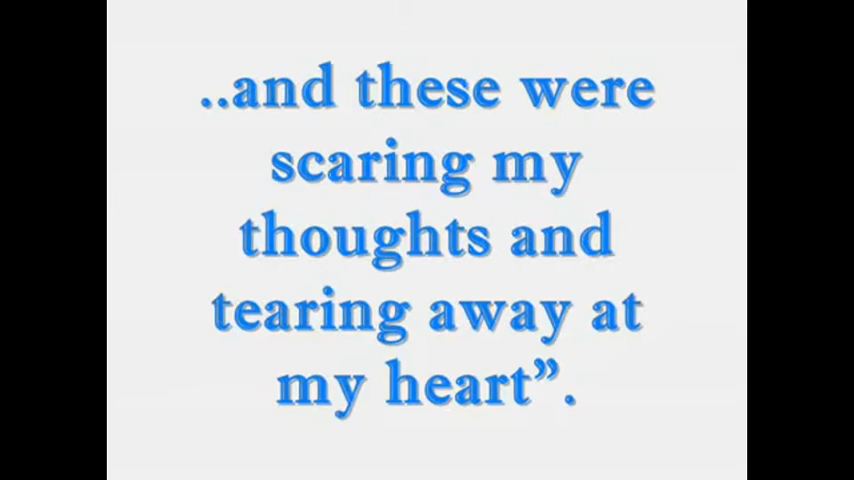 ..and these were
scaring my
thoughts and
tearing away at
my heart”.